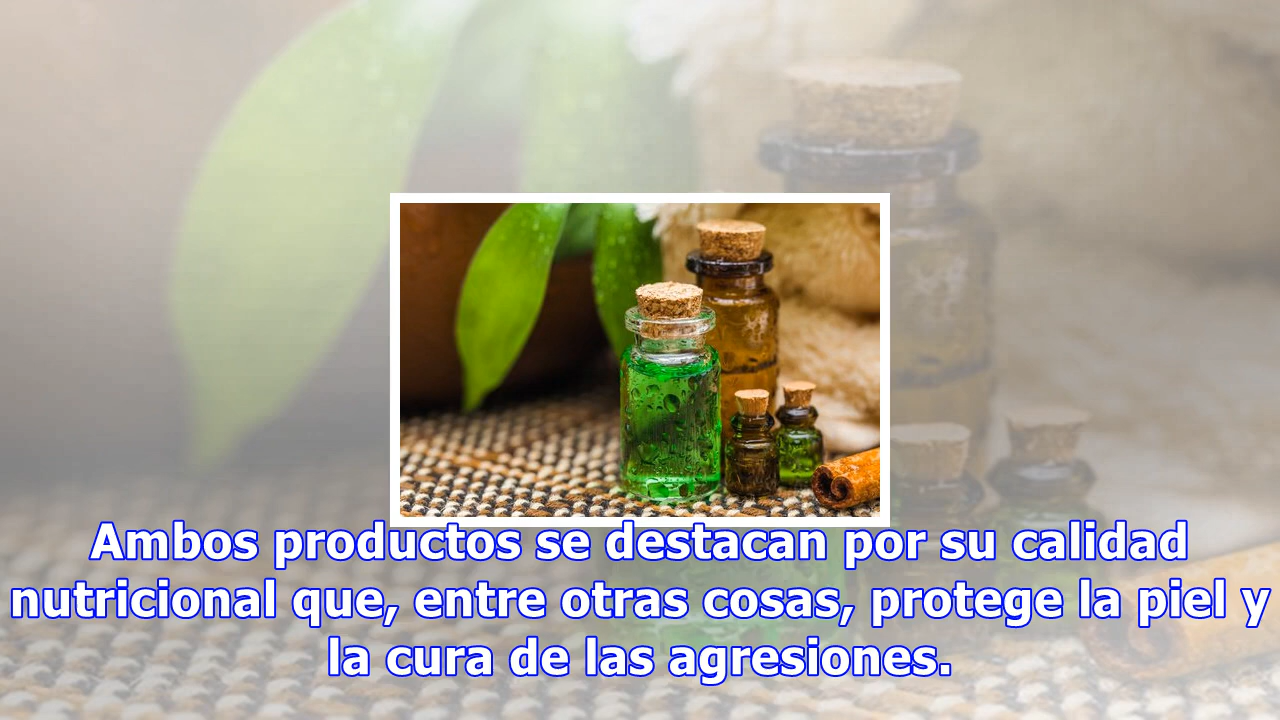 Ambos productos se destacan por su calidad
nutricional que, entre otras cosas, protege la piel y
la cura de las agresiones.